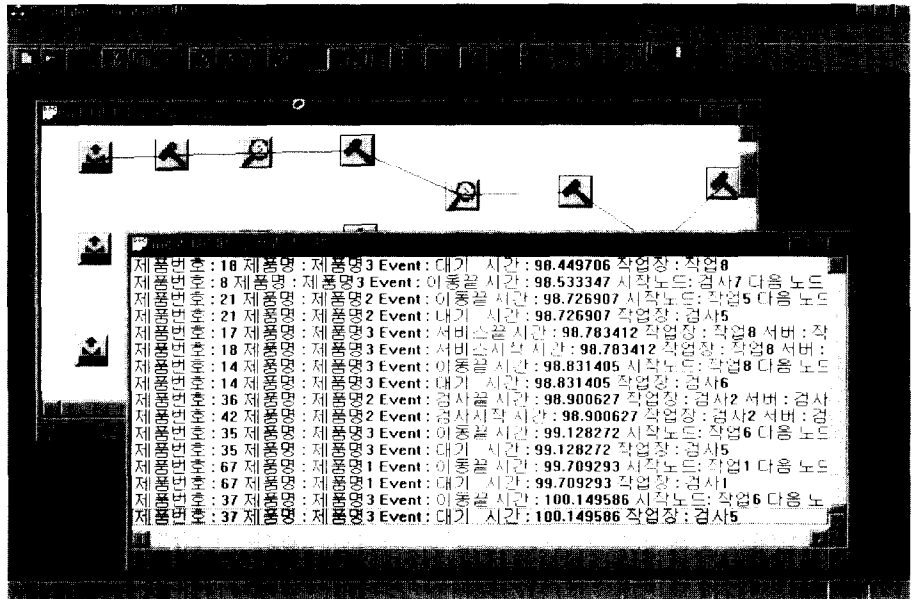 제품번호 : 18 제품명 : 제품명3 Event : 대기 시간 : 98.449706 작업장 : 작업8
제품번호 : 8 제품명 : 제품명3 Event : 이동끝 시간 : 98.533347 시작노드: 검사7 다음 노드
제품번호 : 21 제품명 : 제품명2 Event : 이동끝 시간 : 98.726907 시작노드: 작업5 다음 노드
제품번호 : 21 제품명 : 제품명2 Event : 대기 시간 : 98.726907 작업장 : 검사5
제품번호 : 17 제품명 : 제품명3 Event : 서비스끝 시간 : 98.783412 작업장 : 작업8 서버 : 작
제품번호 : 18 제품명 : 제품명3 Event : 서비스시작 시간 : 98.783412 작업장 : 작업8 서버 :
제품번호 : 14 제품명 : 제품명3 Event : 이동끝 시간 : 98.831405 시작노드: 작업8 다음 노드
제품번호 : 14 제품명 : 제품명3 Event : 대기 시간 : 98.831405 작업장 : 검사6
제품번호 : 36 제품명 : 제품명2 Event : 검사끝 시간 : 98.900627 작업장 : 검사2 서버 : 검사
제품번호 : 42 제품명 : 제품명2 Event : 검사시작 시간 : 98.900627 작업장 : 검사2 서버 : 검
제품번호 : 35 제품명 : 제품명3 Event : 이동끝 시간 : 99.128272 시작노드: 작업6 다음 노드
제품번호 : 35 제품명 : 제품명3 Event : 대기 시간 : 99.128272 작업장 : 검사5
제품번호 : 67 제품명 : 제품명1 Event : 이동끝 시간 : 99.709293 시작노드: 작업1 다음 노드
제품번호 : 67 제품명 : 제품명1 Event : 대기 시간 : 99.709293 작업장 : 검사1
제품번호 : 37 제품명 : 제품명3 Event : 이동끝 시간 : 100.149586 시작노드: 작업6 다음 노
제품번호 : 37 제품명 : 제품명3 Event : 대기 시간 : 100.149586 작업장 : 검사5